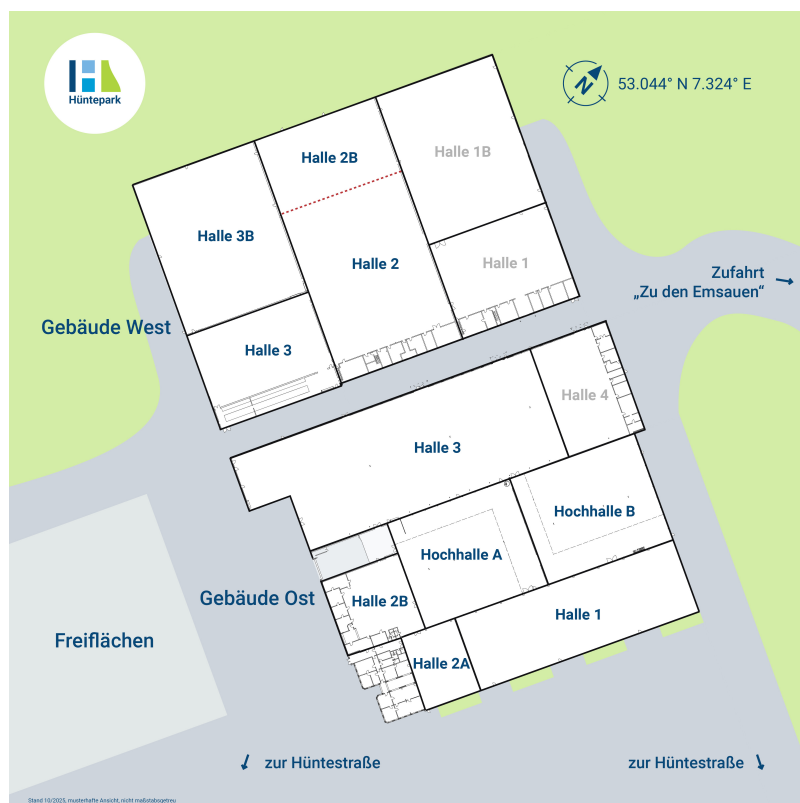 Hüntepark
N
53.044° N 7.324° E
Halle 2B
Halle 1B
Halle 3B
Halle 2
Halle 1
Zufahrt
„Zu den Emsauen“
Gebäude West
Halle 3
Halle 4
Halle 3
Hochhalle B
Hochhalle A
Gebäude Ost
Halle 2B
Halle 1
Freiflächen
Halle 2A
zur Hüntestraße
zur Hüntestraße
Stand 10/2025, musterhafte Ansicht, nicht maßstabsgetreu